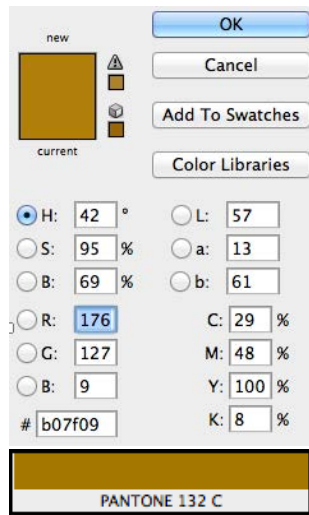 new
OK
Cancel
Add To Swatches
current
Color Libraries
H: 42 ° L: 57
S: 95 % a: 13
B: 69 % b: 61
R: 176 C: 29 %
G: 127 M: 48 %
B: 9 Y: 100 %
# b07f09 K: 8 %
PANTONE 132 C